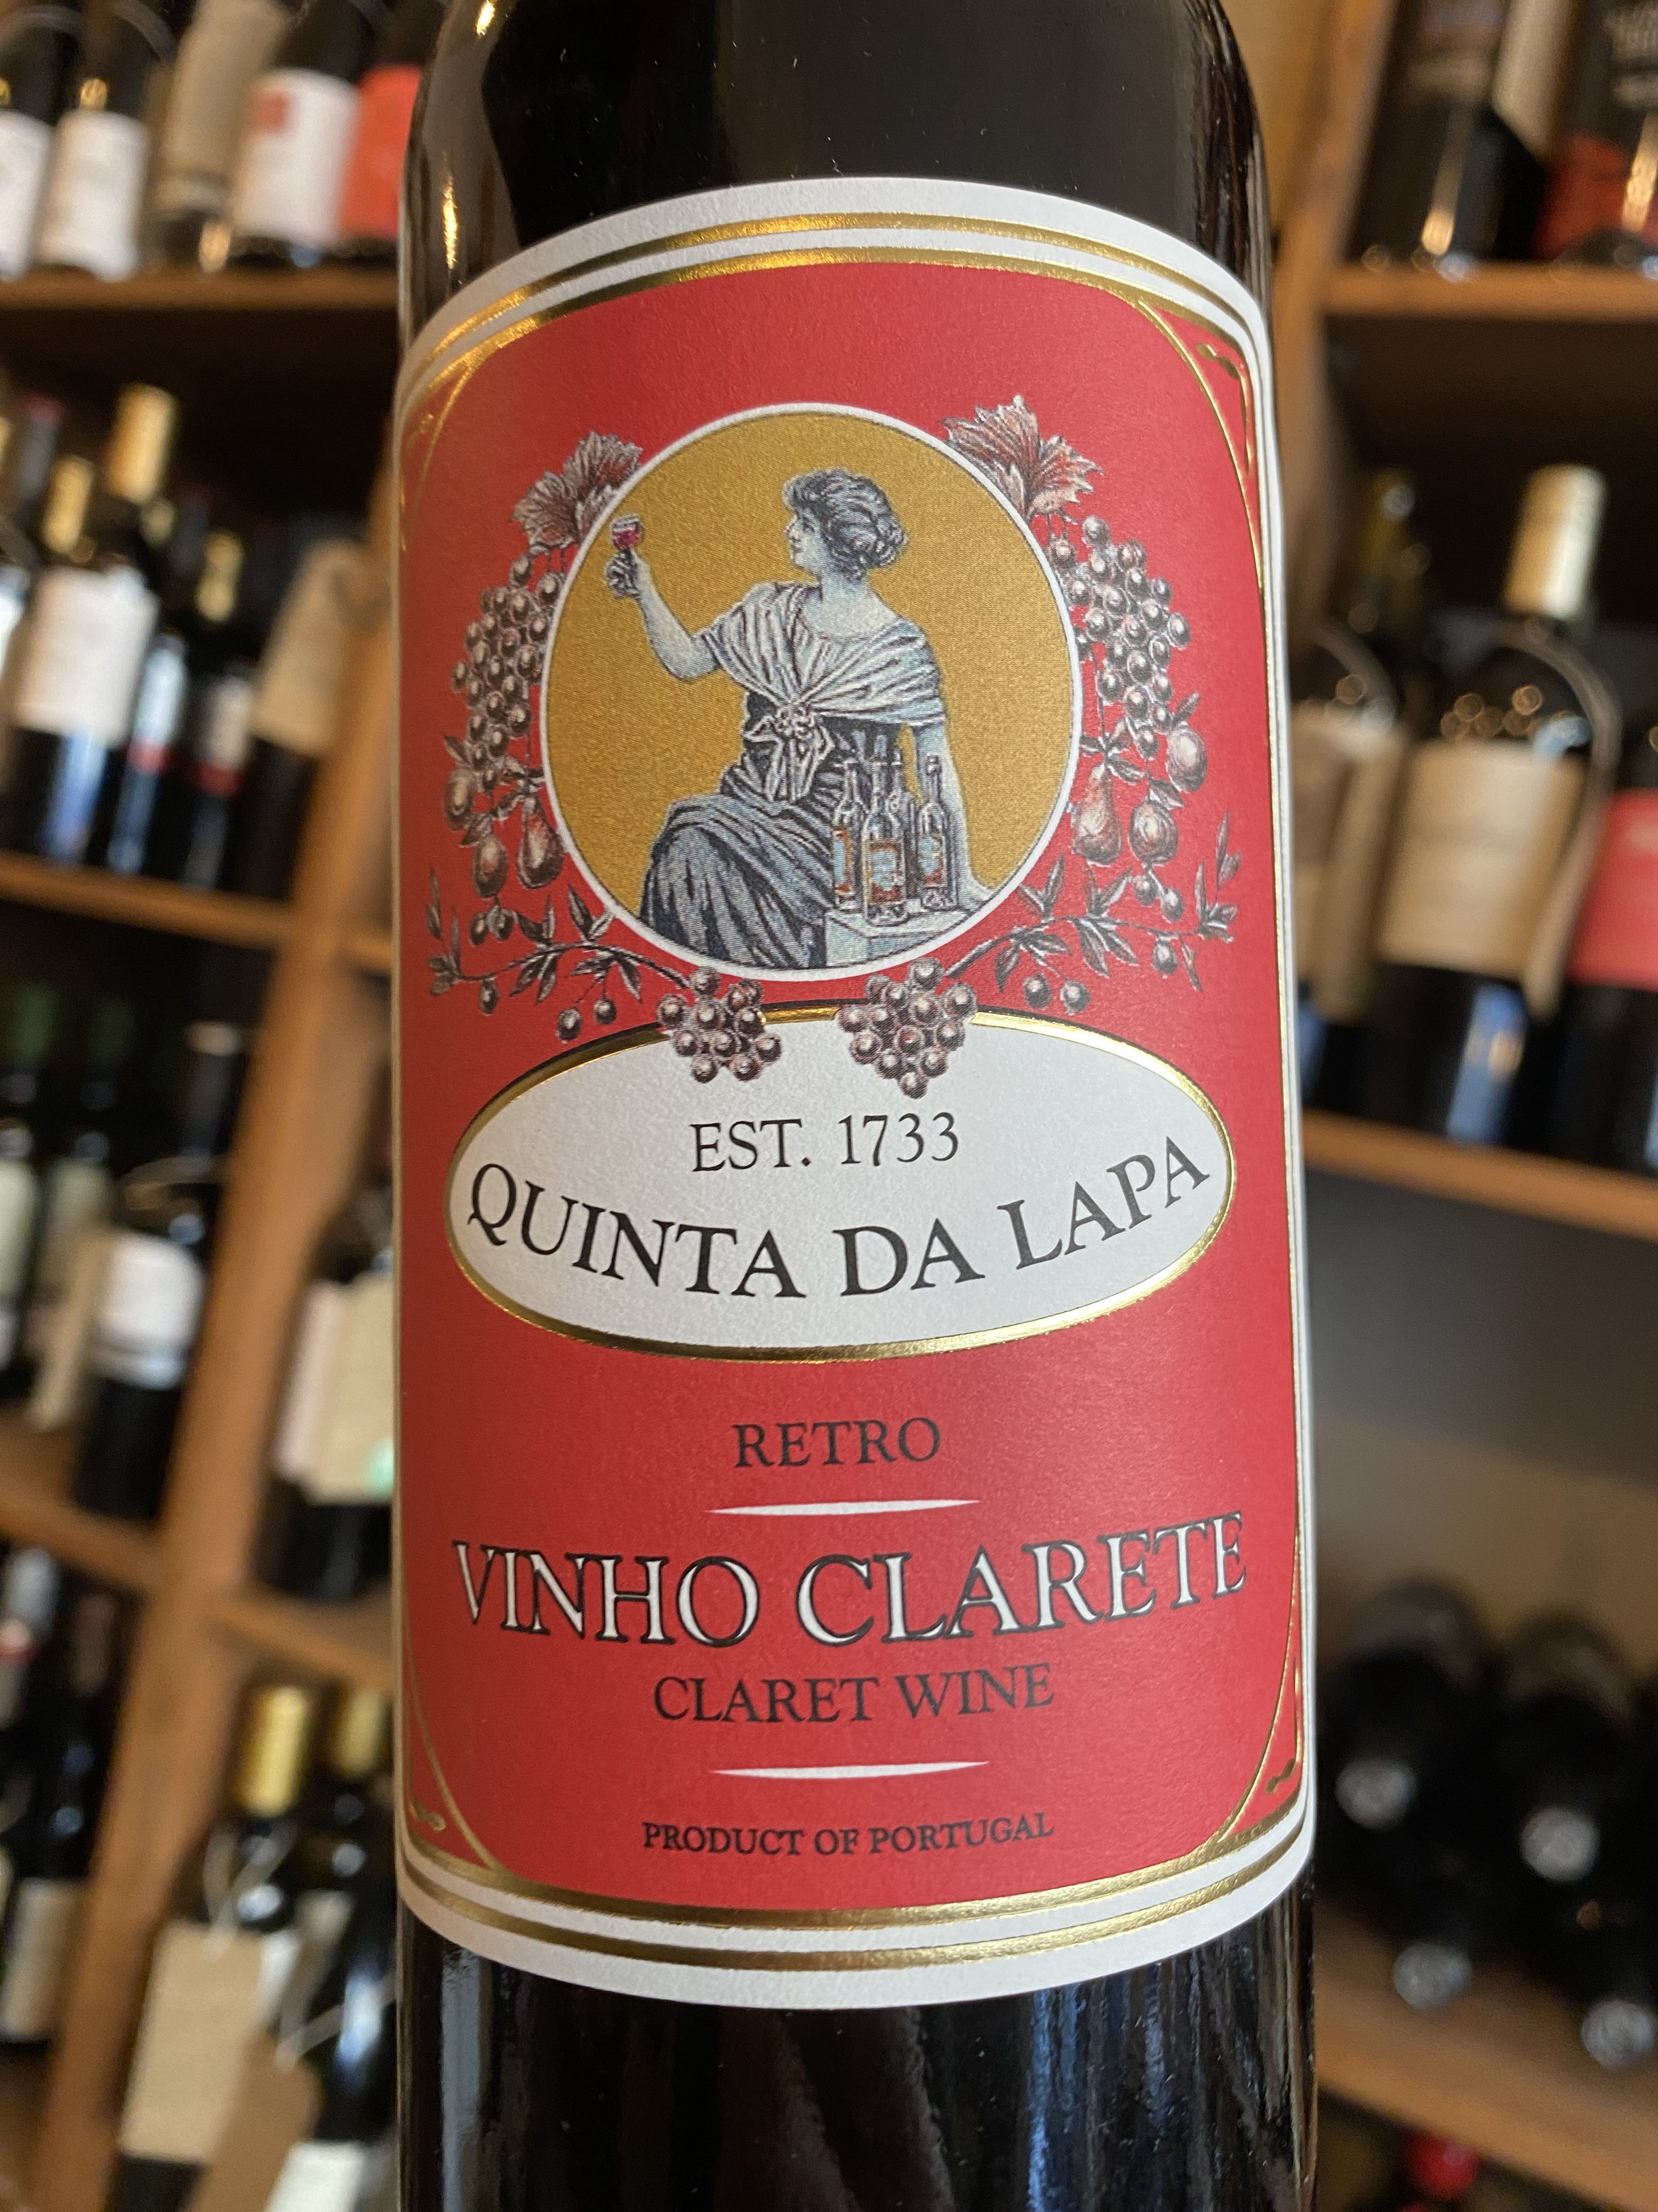 EST. 1733
QUINTA DA LAPA
RETRO
VINHO CLARETE
CLARET WINE
PRODUCT OF PORTUGAL